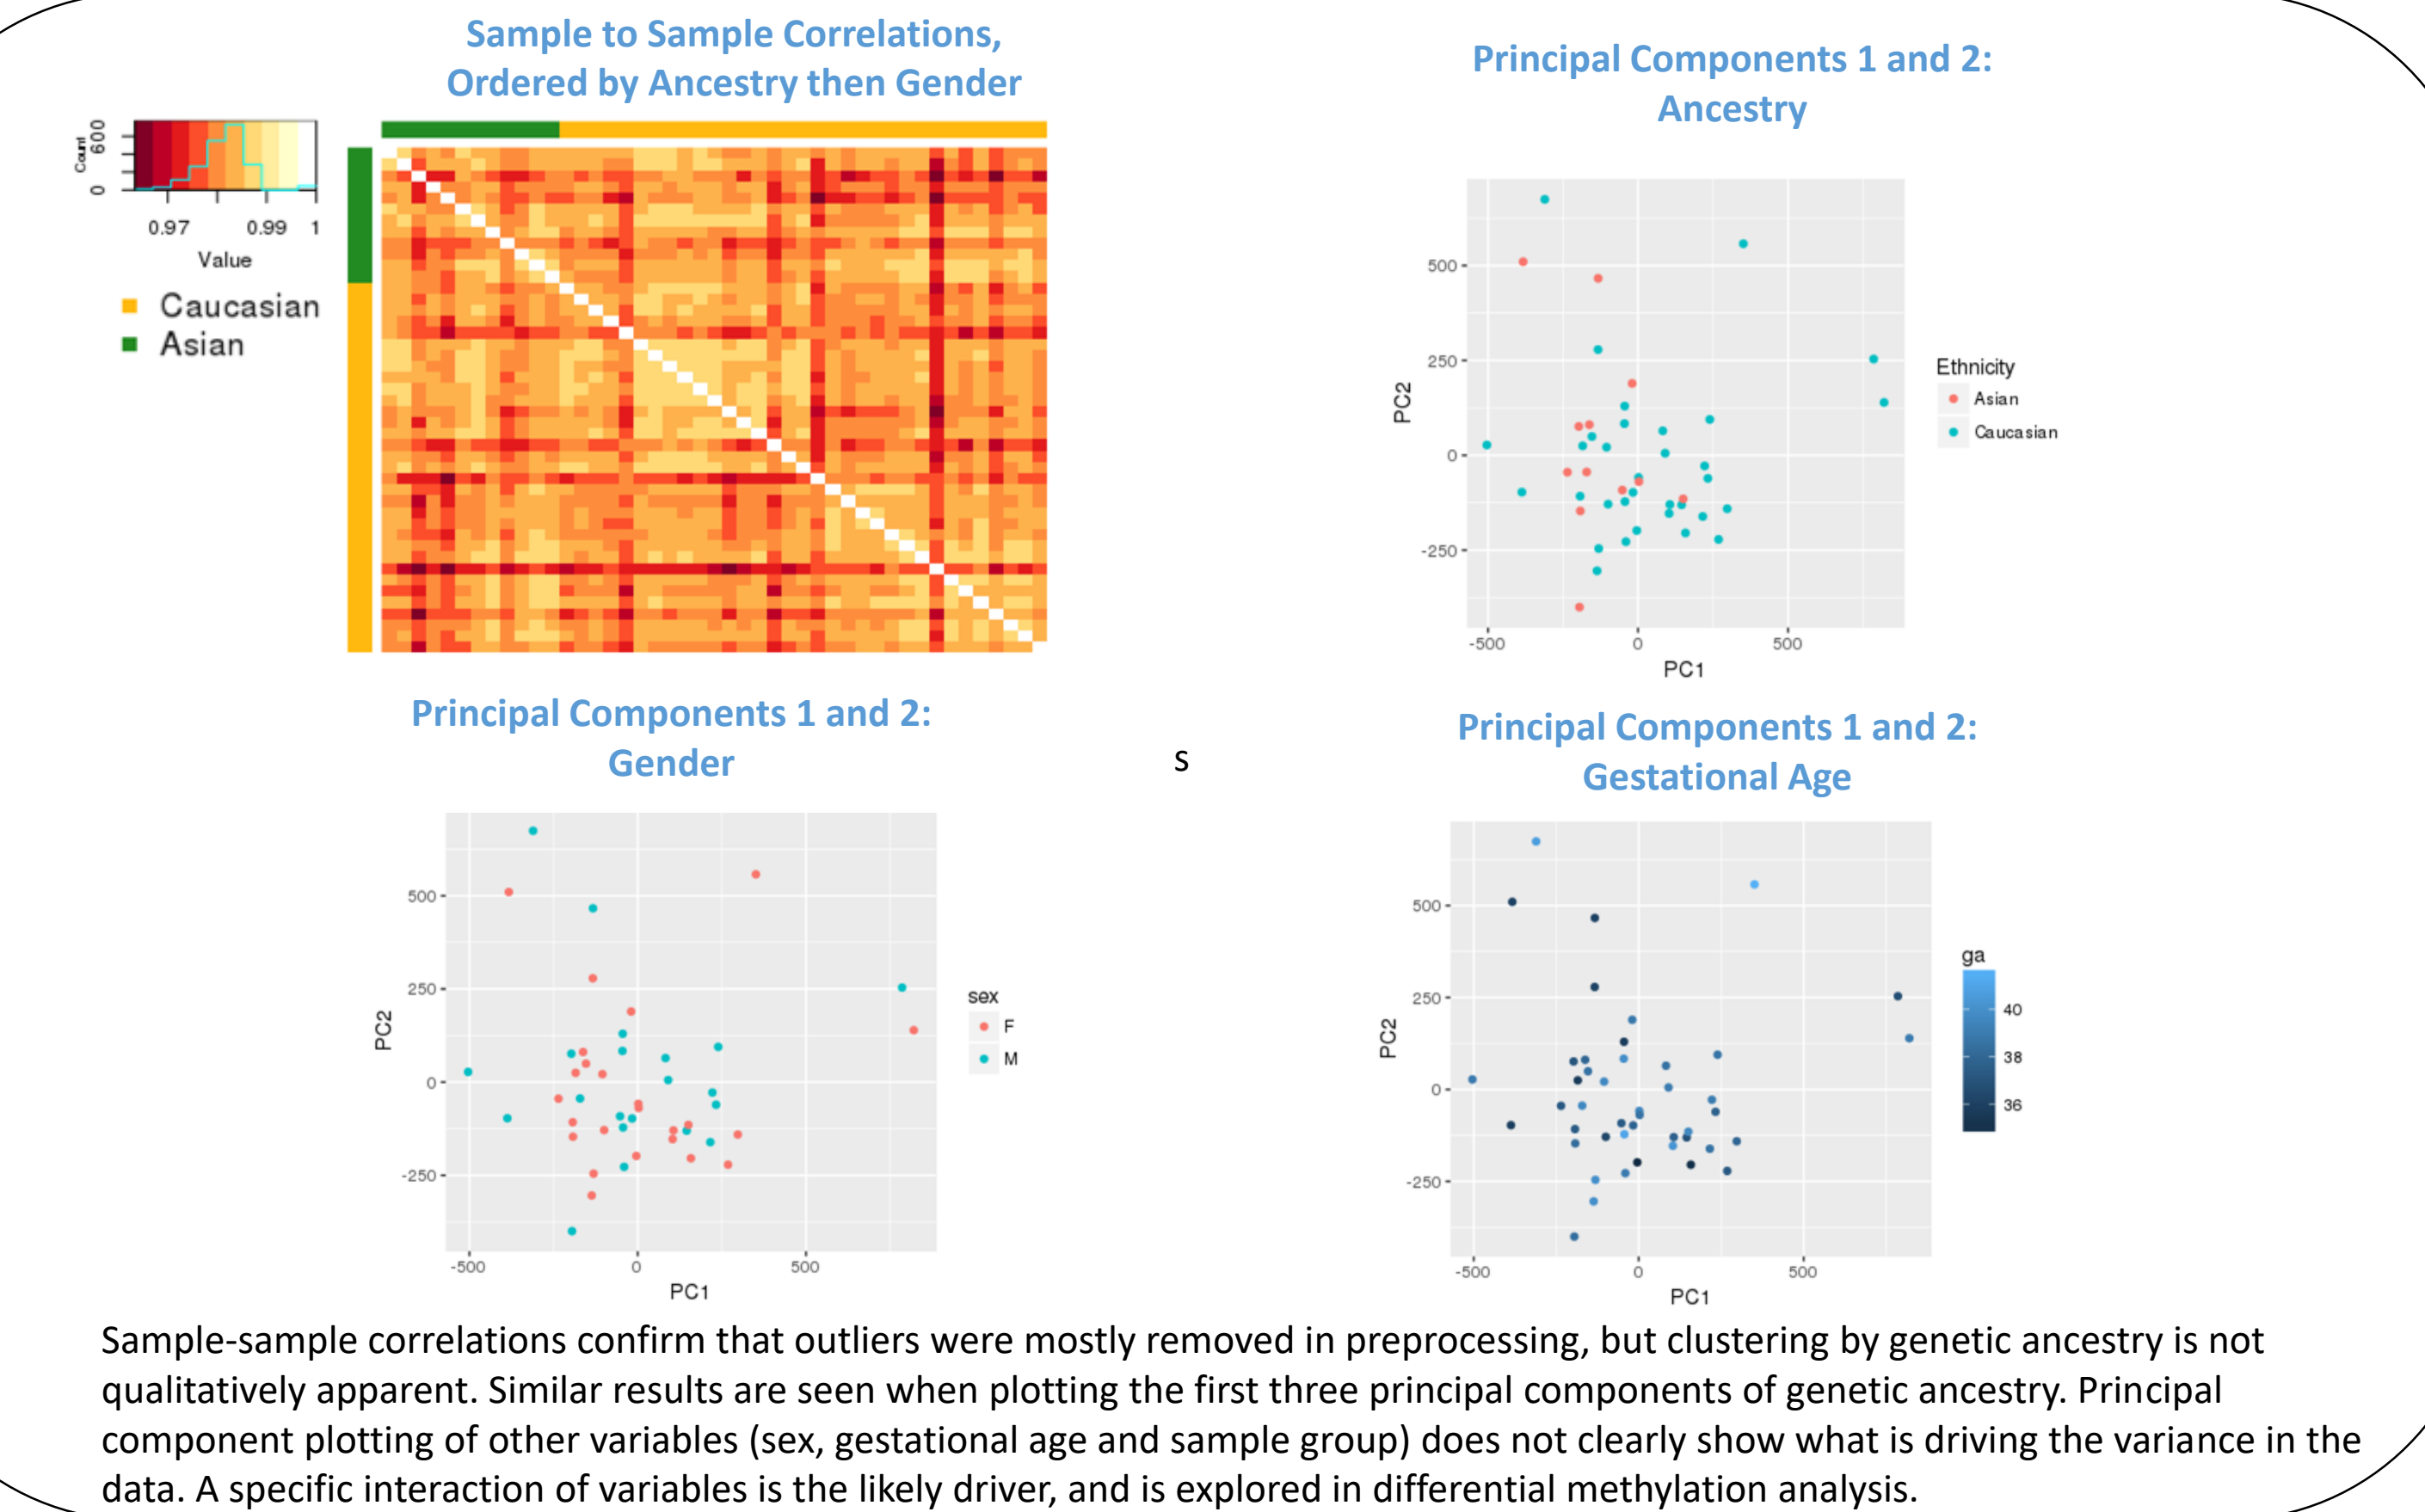 Sample to Sample Correlations,
Ordered by Ancestry then Gender
Count
600
0
0.97
0.99
1
Value
Caucasian
Asian
Principal Components 1 and 2:
Ancestry
500
250
0
-250
PC2
-500
0
500
PC1
Ethnicity
Asian
Caucasian
Principal Components 1 and 2:
Gender
500
250
0
-250
PC2
-500
0
500
PC1
sex
F
M
s
Principal Components 1 and 2:
Gestational Age
500
250
0
-250
PC2
-500
0
500
PC1
ga
40
38
36
Sample-sample correlations confirm that outliers were mostly removed in preprocessing, but clustering by genetic ancestry is not
qualitatively apparent. Similar results are seen when plotting the first three principal components of genetic ancestry. Principal
component plotting of other variables (sex, gestational age and sample group) does not clearly show what is driving the variance in the
data. A specific interaction of variables is the likely driver, and is explored in differential methylation analysis.